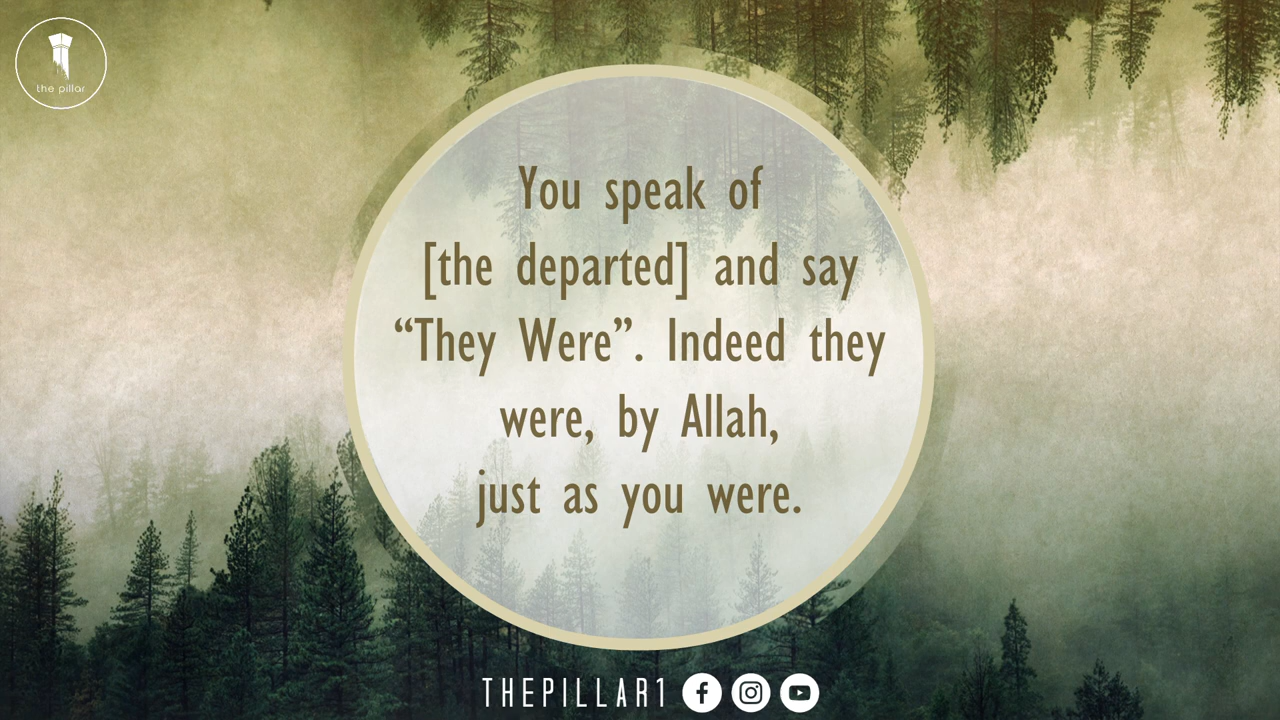 the pillar
You speak of
[the departed] and say
“They Were”. Indeed they
were, by Allah,
just as you were.
THEPILLAR1